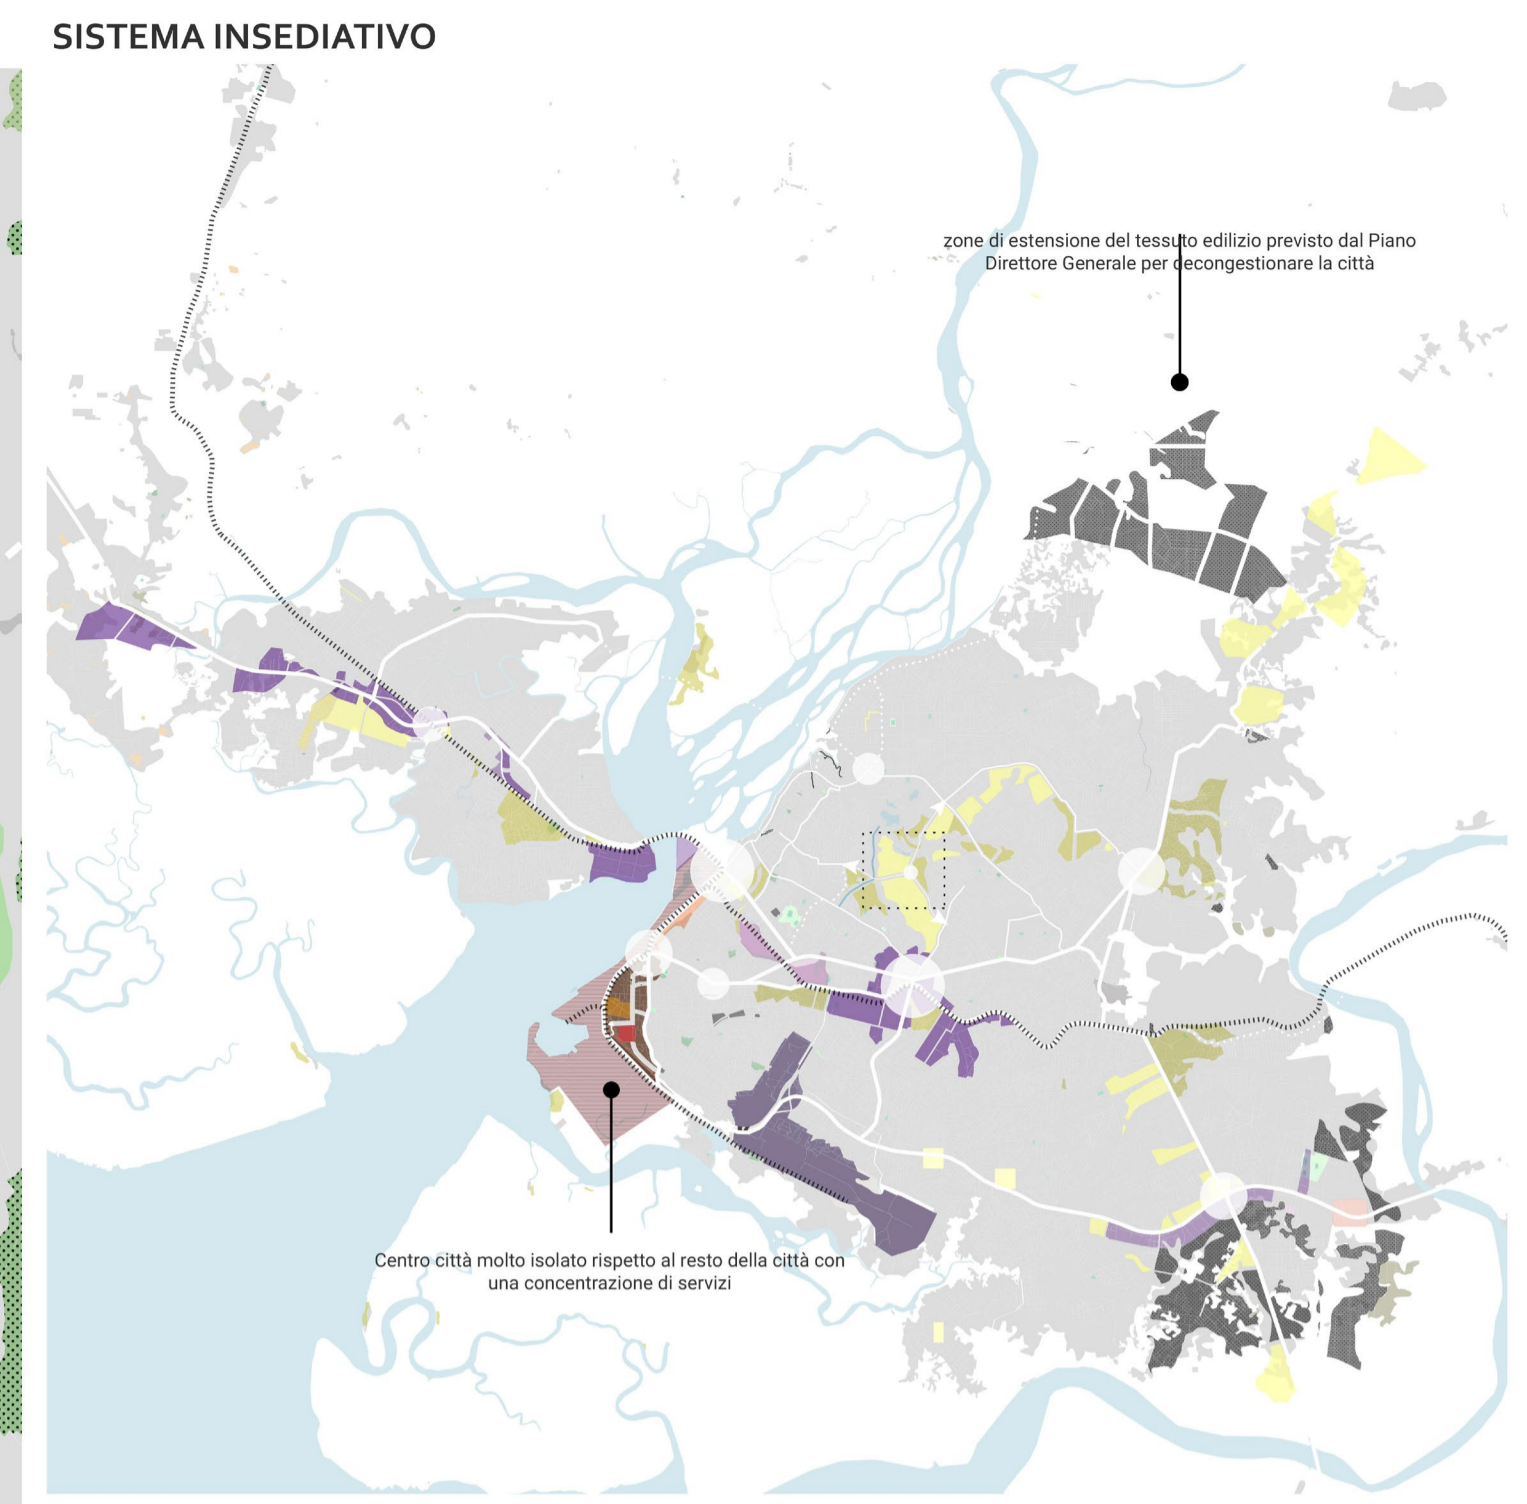 SISTEMA INSEDIATIVO
zone di estensione del tessuto edilizio previsto dal Piano
Direttore Generale per decongestionare la città
Centro città molto isolato rispetto al resto della città con
una concentrazione di servizi